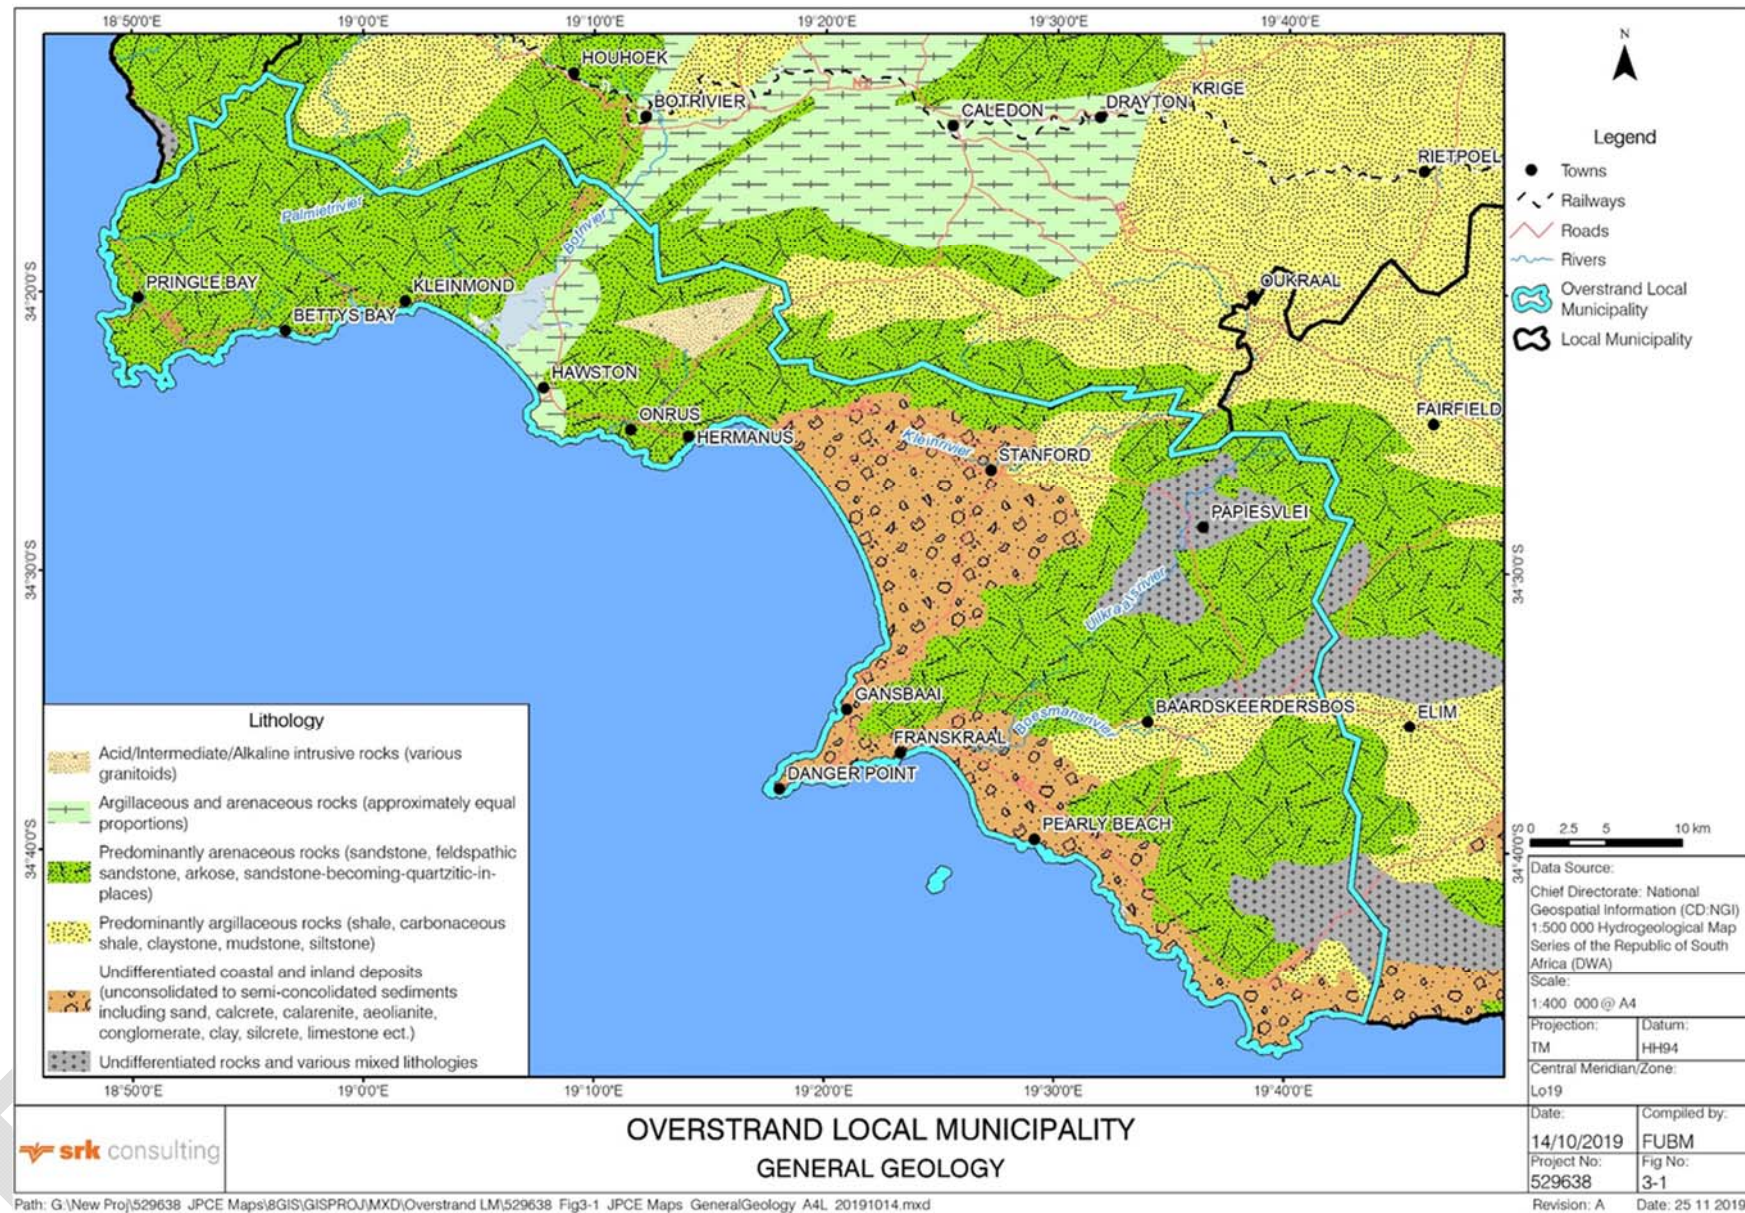 18°50'0"E 19°0'0"E 19°10'0"E 19°20'0"E 19°30'0"E 19°40'0"E
34°20'0"S
34°30'0"S
34°40'0"S
HOUHOEK
BOTRIVIER
CALEDON
DRAYTON
KRIGE
RIETPOEL
Palmietrivier
Botrivier
PRINGLE BAY
BETTYS BAY
KLEINMOND
OUKRAAL
HAWSTON
ONRUS
HERMANUS
FAIRFIELD
Kleinrivier
STANFORD
PAPIESVLEI
Uilkraalsrivier
GANSBAAI
FRANSKRAAL
Boesmansrivier
BAARDSKEERDERSBOS
ELIM
DANGER POINT
PEARLY BEACH
34°20'0"S
34°30'0"S
34°40'0"S
18°50'0"E 19°0'0"E 19°10'0"E 19°20'0"E 19°30'0"E 19°40'0"E
Lithology
Acid/Intermediate/Alkaline intrusive rocks (various
granitoids)
Argillaceous and arenaceous rocks (approximately equal
proportions)
Predominantly arenaceous rocks (sandstone, feldspathic
sandstone, arkose, sandstone-becoming-quartzitic-in-
places)
Predominantly argillaceous rocks (shale, carbonaceous
shale, claystone, mudstone, siltstone)
Undifferentiated coastal and inland deposits
(unconsolidated to semi-concolidated sediments
including sand, calcrete, calarenite, aeolianite,
conglomerate, clay, silcrete, limestone ect.)
Undifferentiated rocks and various mixed lithologies
N
Legend
Towns
Railways
Roads
Rivers
Overstrand Local
Municipality
Local Municipality
0 2.5 5 10 km
Data Source:
Chief Directorate: National
Geospatial Information (CD:NGI)
1:500 000 Hydrogeological Map
Series of the Republic of South
Africa (DWA)
Scale:
1:400 000 @ A4
Projection: Datum:
TM HH94
Central Meridian/Zone:
Lo19
Date: Compiled by:
14/10/2019 FUBM
Project No: Fig No:
529638 3-1
srk consulting
OVERSTRAND LOCAL MUNICIPALITY
GENERAL GEOLOGY
Path: G:\New Proj\529638_JPCE Maps\8GIS\GISPROJ\MXD\Overstrand LM\529638_Fig3-1_JPCE Maps_GeneralGeology_A4L_20191014.mxd
Revision: A Date: 25 11 2019